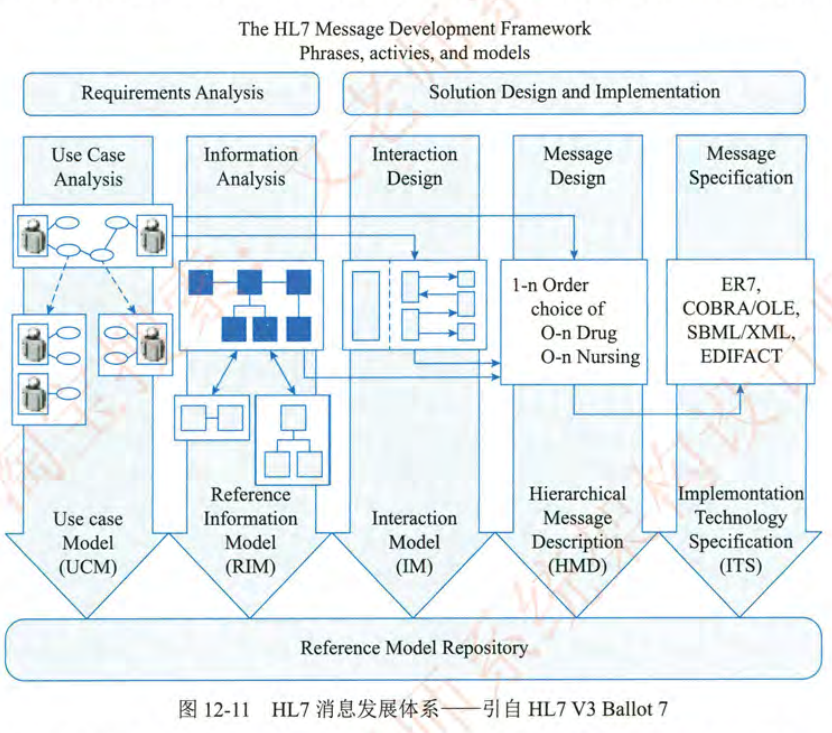 The HL7 Message Development Framework
Phrases, activies, and models
Requirements Analysis
Solution Design and Implementation
Use Case
Analysis
Information
Analysis
Interaction
Design
Message
Design
Message
Specification
1-n Order
choice of
O-n Drug
O-n Nursing
ER7,
COBRA/OLE,
SBML/XML,
EDIFACT
Use case
Model
(UCM)
Reference
Information
Model
(RIM)
Interaction
Model
(IM)
Hierarchical
Message
Description
(HMD)
Implemontation
Technology
Specification
(ITS)
Reference Model Repository
图 12-11 HL7 消息发展体系——引自 HL7 V3 Ballot 7